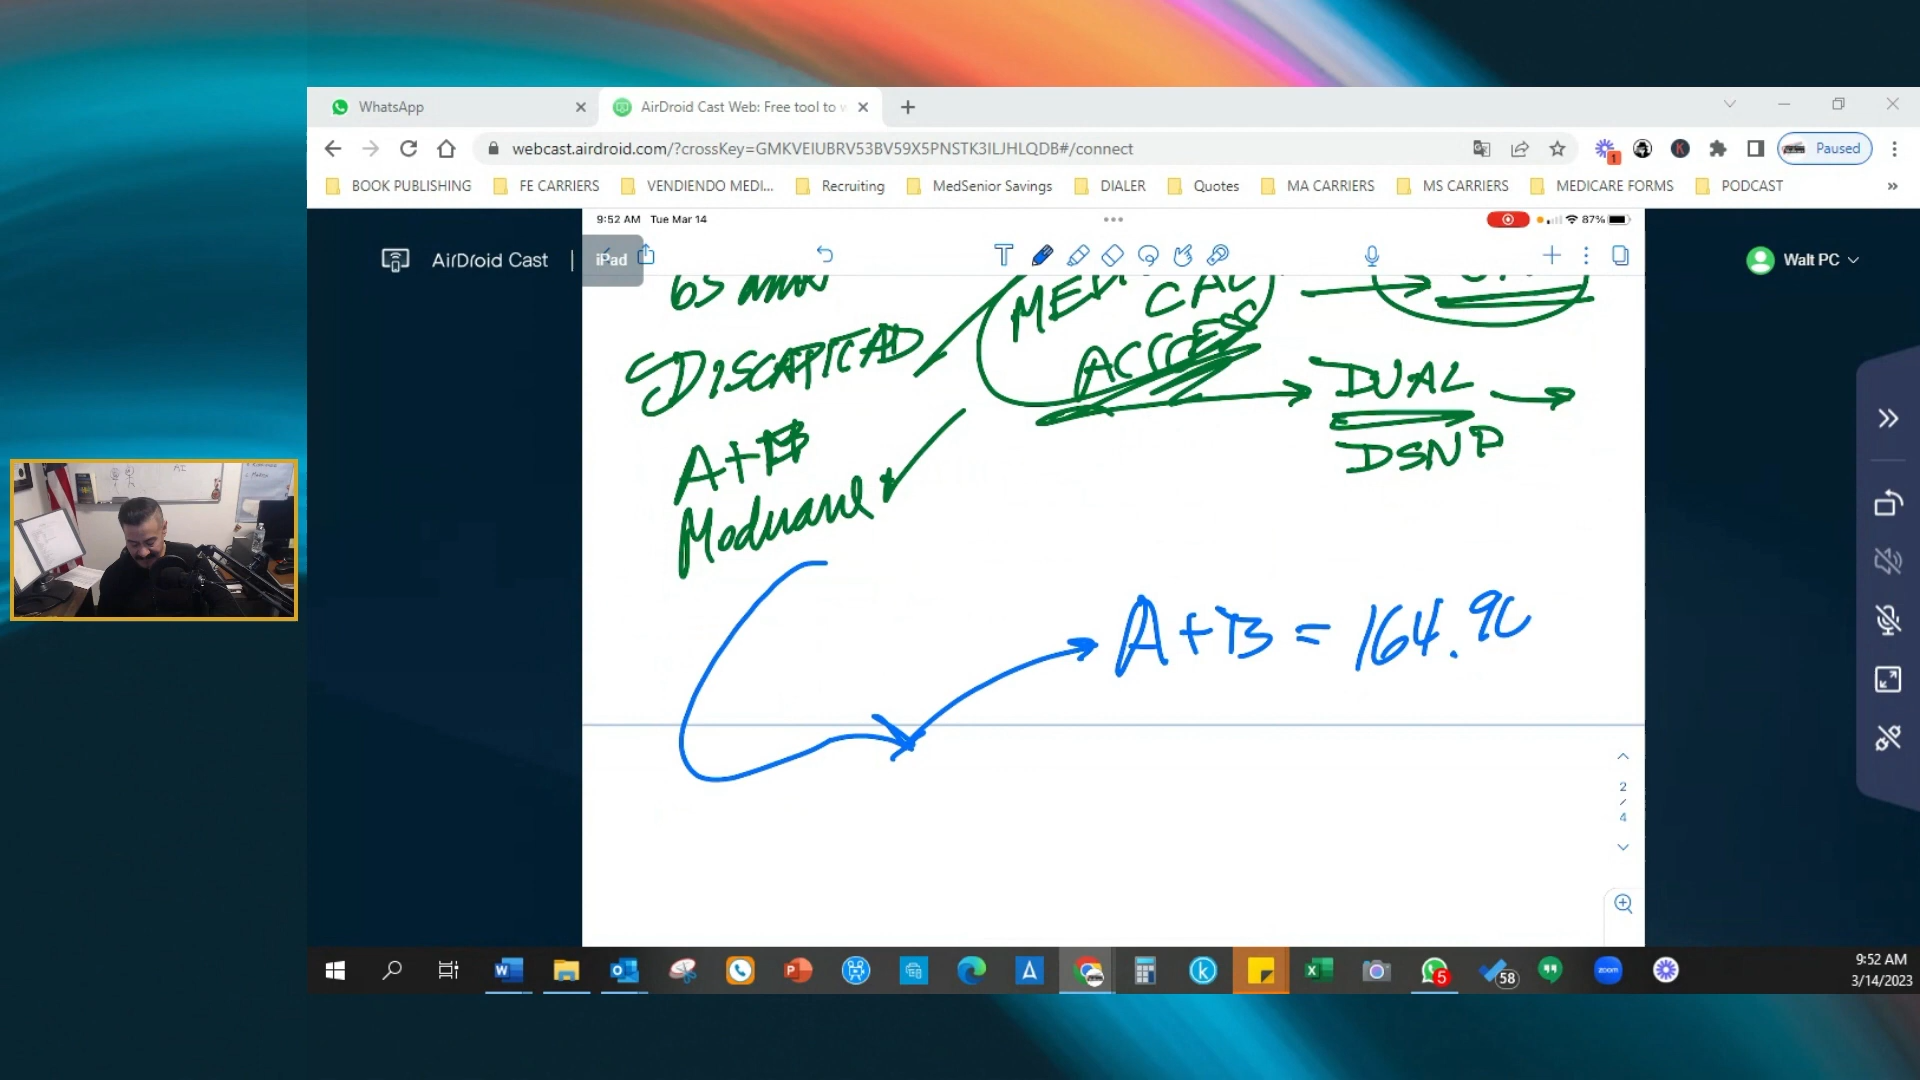 WhatsApp
AirDroid Cast Web: Free tool to w
webcast.airdroid.com/?crossKey=GMKVEIUBRV53BV59X5PNSTK3ILJHLQDB#/connect
1
K
Paused
BOOK PUBLISHING
FE CARRIERS
VENDIENDO MEDI...
Recruiting
MedSenior Savings
DIALER
Quotes
MA CARRIERS
MS CARRIERS
MEDICARE FORMS
PODCAST
9:52 AM Tue Mar 14
87%
AirDroid Cast
iPad
Walt PC
65
CAL
ACCESS
DUAL
DSNP
A+B
A+B = 164.90
2
/
4
5
58
zoom
9:52 AM
3/14/2023